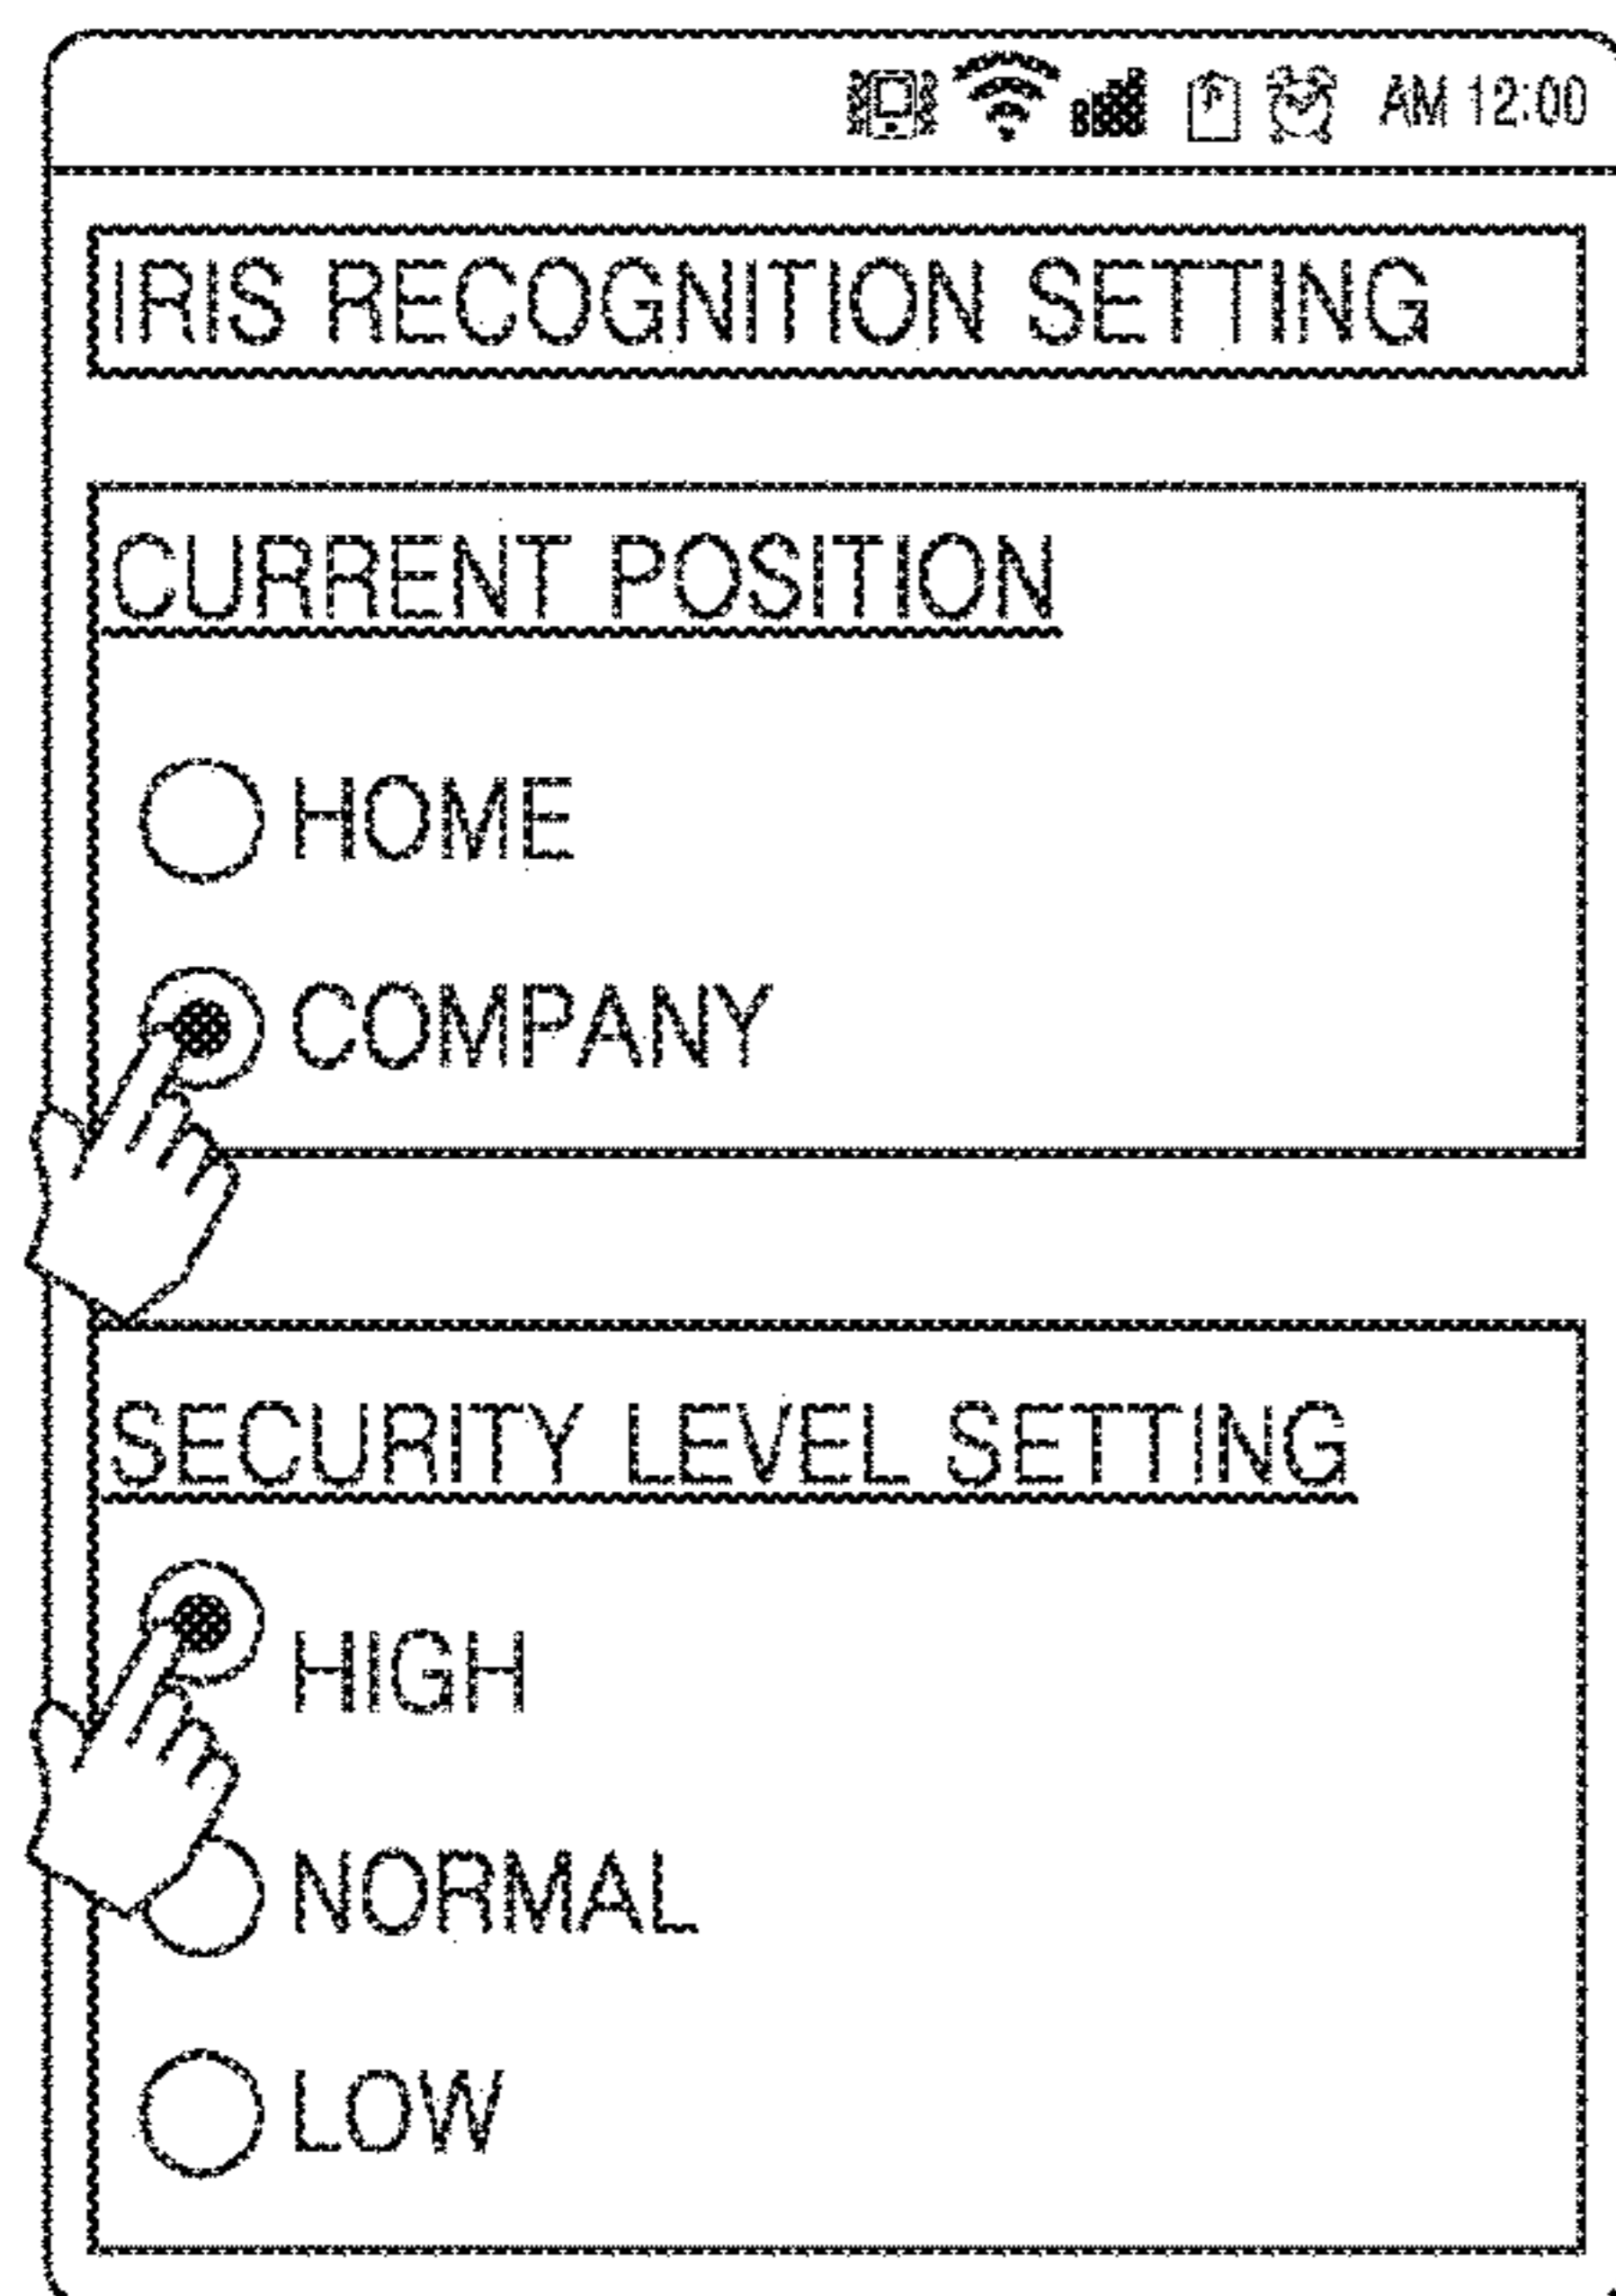 AM 12:00
IRIS RECOGNITION SETTING
CURRENT POSITION
HOME
COMPANY
SECURITY LEVEL SETTING
HIGH
NORMAL
LOW